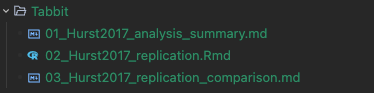 Tabbit
01_Hurst2017_analysis_summary.md
02_Hurst2017_replication.Rmd
03_Hurst2017_replication_comparison.md